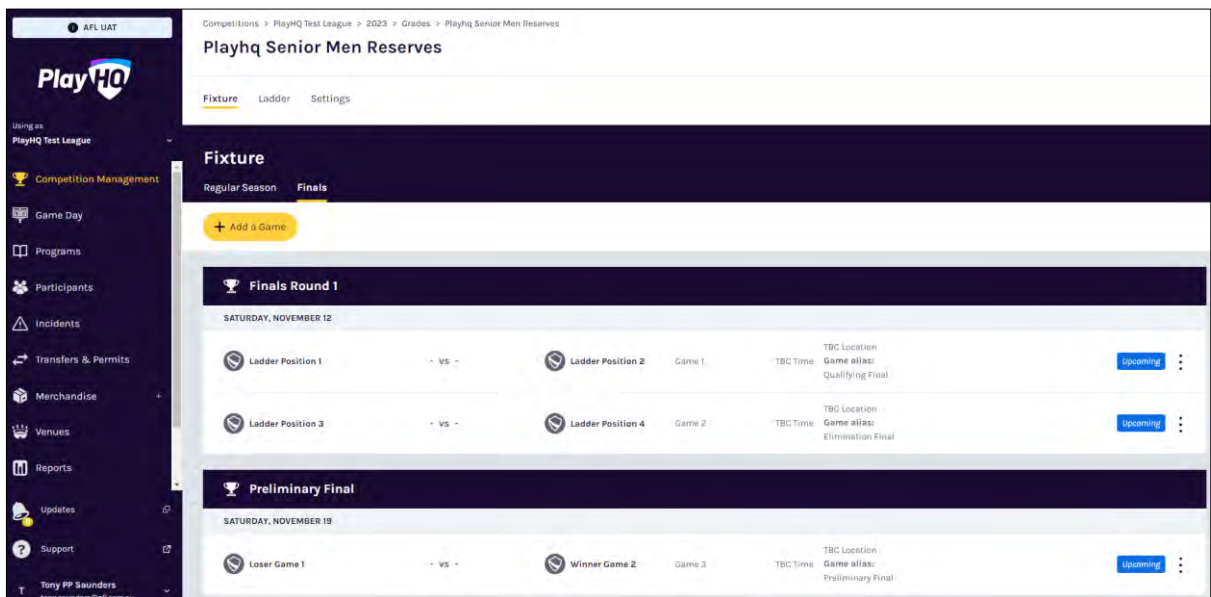 AFL UAT
PlayHQ
Using as
PlayHQ Test League
Competition Management
Game Day
Programs
Participants
Incidents
Transfers & Permits
Merchandise +
Venues
Reports
Updates
Support
T Tony PP Saunders
Competitions > PlayHQ Test League > 2023 > Grades > Playhq Senior Men Reserves
Playhq Senior Men Reserves
Fixture Ladder Settings
Fixture
Regular Season Finals
+ Add a Game
Finals Round 1
SATURDAY, NOVEMBER 12
Ladder Position 1 - VS - Ladder Position 2 Game 1 TBC Time TBC Location
Game alias:
Qualifying Final
Upcoming
Ladder Position 3 - VS - Ladder Position 4 Game 2 TBC Time TBC Location
Game alias:
Elimination Final
Upcoming
Preliminary Final
SATURDAY, NOVEMBER 19
Loser Game 1 - VS - Winner Game 2 Game 3 TBC Time TBC Location
Game alias:
Preliminary Final
Upcoming